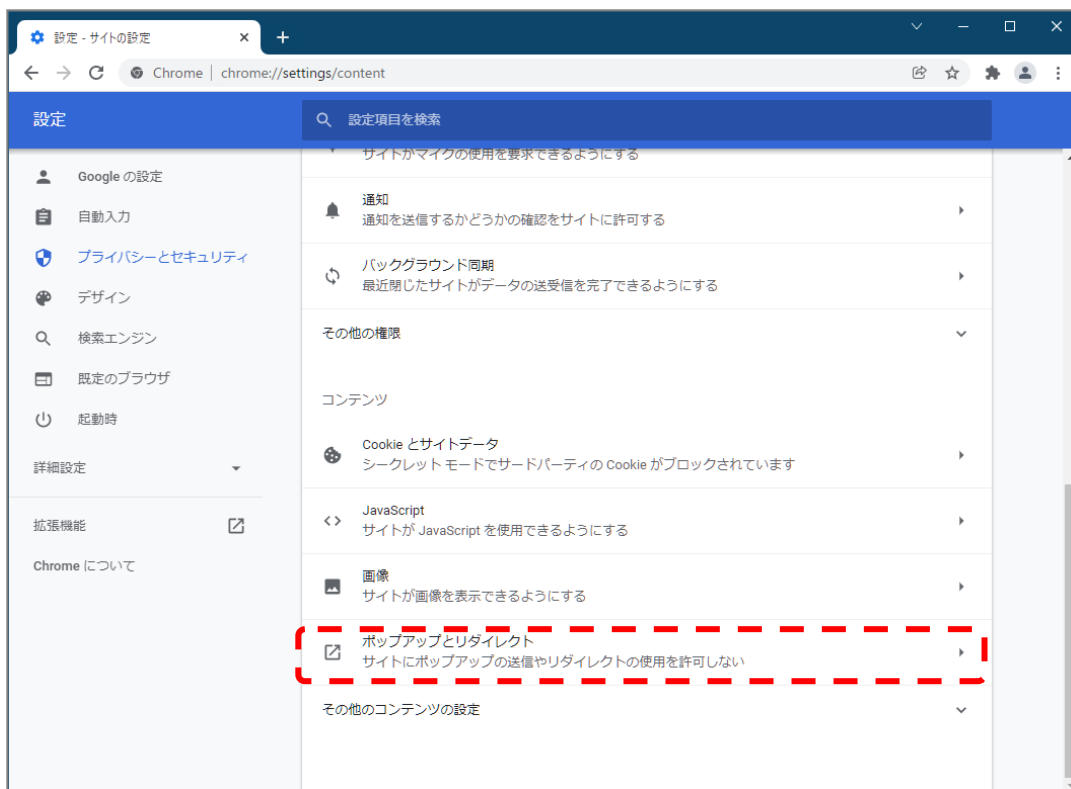 設定 - サイトの設定
Chrome | chrome://settings/content
設定
設定項目を検索
Google の設定
自動入力
プライバシーとセキュリティ
デザイン
検索エンジン
既定のブラウザ
起動時
詳細設定
拡張機能
Chrome について
サイトがマイクの使用を要求できるようにする
通知
通知を送信するかどうかの確認をサイトに許可する
バックグラウンド同期
最近閉じたサイトがデータの送受信を完了できるようにする
その他の権限
コンテンツ
Cookie とサイトデータ
シークレット モードでサードパーティの Cookie がブロックされています
JavaScript
サイトが JavaScript を使用できるようにする
画像
サイトが画像を表示できるようにする
ポップアップとリダイレクト
サイトにポップアップの送信やリダイレクトの使用を許可しない
その他のコンテンツの設定